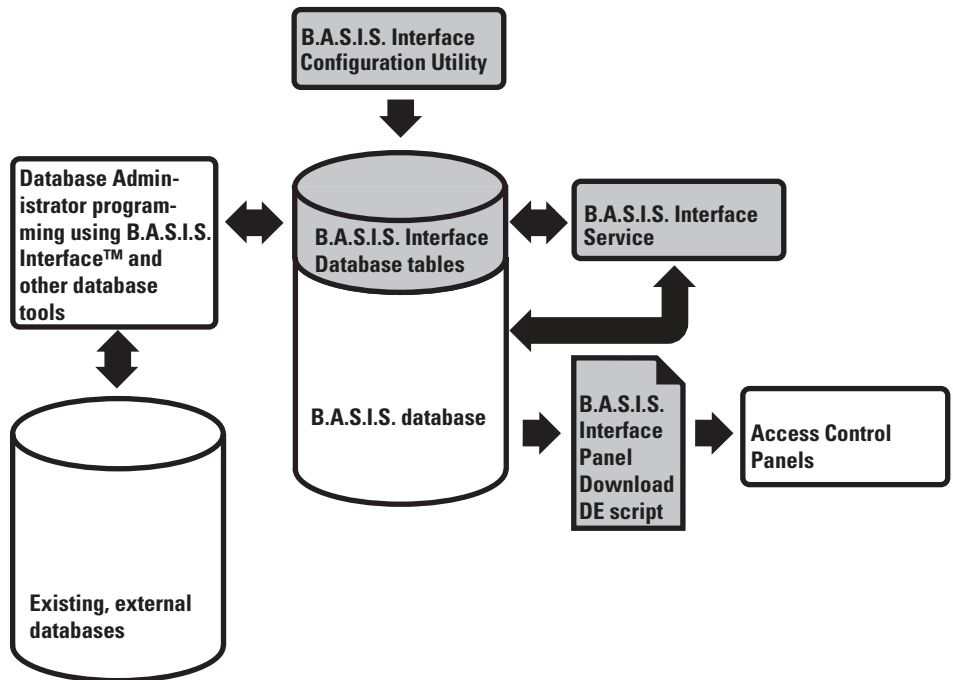 B.A.S.I.S. Interface
Configuration Utility
Database Admin-
istrator program-
ming using B.A.S.I.S.
Interface™ and
other database
tools
B.A.S.I.S. Interface
Database tables
B.A.S.I.S. Interface
Service
B.A.S.I.S. database
B.A.S.I.S.
Interface
Panel
Download
DE script
Access Control
Panels
Existing, external
databases